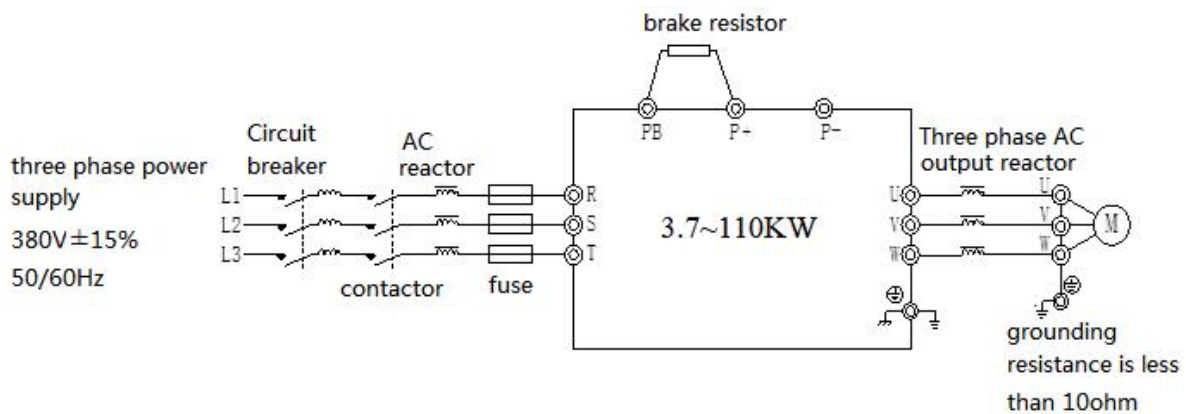 brake resistor
PB
P+
P-
Circuit
breaker
AC
reactor
Three phase AC
output reactor
three phase power
supply
380V±15%
50/60Hz
L1
L2
L3
contactor
fuse
R
S
T
3.7~110KW
U
V
W
U
V
W
M
grounding
resistance is less
than 10ohm